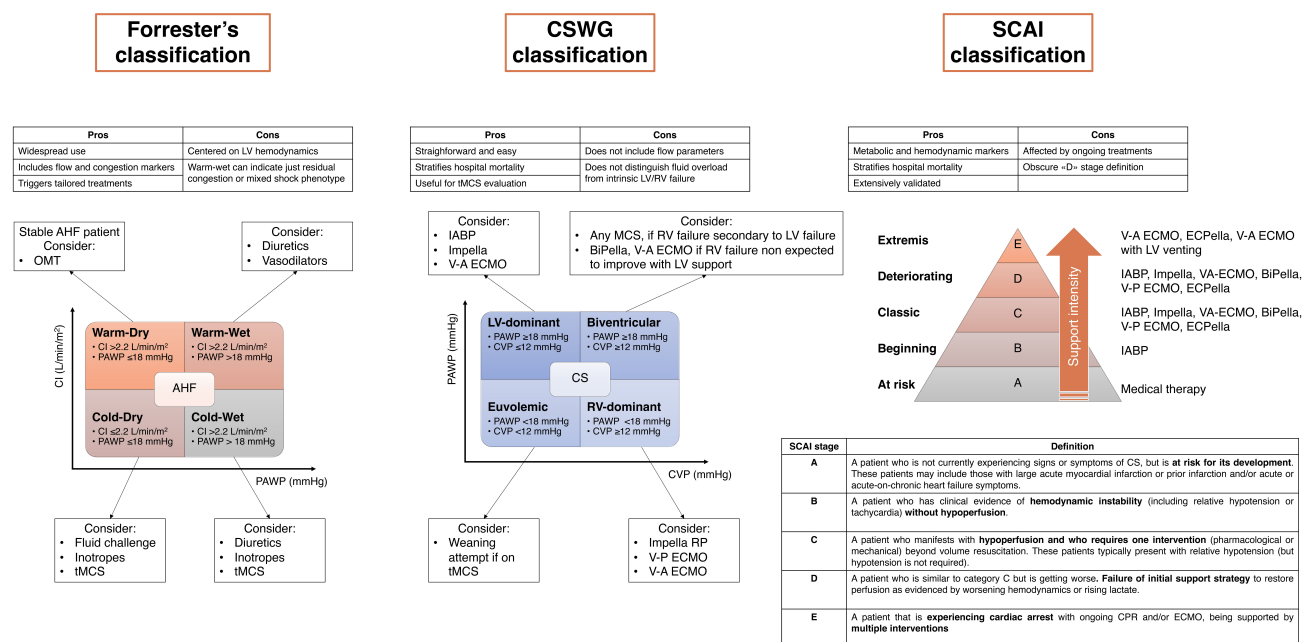 Forrester's
classification
Pros
Cons
Widespread use
Centered on LV hemodynamics
Includes flow and congestion markers
Warm-wet can indicate just residual
congestion or mixed shock phenotype
Triggers tailored treatments
Stable AHF patient
Consider:
• OMT
Consider:
• Diuretics
• Vasodilators
CI (L/min/m²)
Warm-Dry
• CI >2.2 L/min/m²
• PAWP ≤18 mmHg
Warm-Wet
• CI >2.2 L/min/m²
• PAWP >18 mmHg
AHF
Cold-Dry
• CI ≤2.2 L/min/m²
• PAWP ≤18 mmHg
Cold-Wet
• CI >2.2 L/min/m²
• PAWP > 18 mmHg
PAWP (mmHg)
Consider:
• Fluid challenge
• Inotropes
• tMCS
Consider:
• Diuretics
• Inotropes
• tMCS
CSWG
classification
Pros
Cons
Straighforward and easy
Does not include flow parameters
Stratifies hospital mortality
Does not distinguish fluid overload
from intrinsic LV/RV failure
Useful for tMCS evaluation
Consider:
• IABP
• Impella
• V-A ECMO
Consider:
• Any MCS, if RV failure secondary to LV failure
• BiPella, V-A ECMO if RV failure non expected
to improve with LV support
PAWP (mmHg)
LV-dominant
• PAWP ≥18 mmHg
• CVP ≤12 mmHg
Biventricular
• PAWP ≥18 mmHg
• CVP ≥12 mmHg
CS
Euvolemic
• PAWP <18 mmHg
• CVP <12 mmHg
RV-dominant
• PAWP <18 mmHg
• CVP ≥12 mmHg
CVP (mmHg)
Consider:
• Weaning
attempt if on
tMCS
Consider:
• Impella RP
• V-P ECMO
• V-A ECMO
SCAI
classification
Pros
Cons
Metabolic and hemodynamic markers
Affected by ongoing treatments
Stratifies hospital mortality
Obscure «D» stage definition
Extensively validated
Extremis
E
V-A ECMO, ECPella, V-A ECMO
with LV venting
Deteriorating
D
IABP, Impella, VA-ECMO, BiPella,
V-P ECMO, ECPella
Classic
C
IABP, Impella, VA-ECMO, BiPella,
V-P ECMO, ECPella
Beginning
B
IABP
At risk
A
Medical therapy
Support intensity
SCAI stage
Definition
A
A patient who is not currently experiencing signs or symptoms of CS, but is at risk for its development.
These patients may include those with large acute myocardial infarction or prior infarction and/or acute or
acute-on-chronic heart failure symptoms.
B
A patient who has clinical evidence of hemodynamic instability (including relative hypotension or
tachycardia) without hypoperfusion.
C
A patient who manifests with hypoperfusion and who requires one intervention (pharmacological or
mechanical) beyond volume resuscitation. These patients typically present with relative hypotension (but
hypotension is not required).
D
A patient who is similar to category C but is getting worse. Failure of initial support strategy to restore
perfusion as evidenced by worsening hemodynamics or rising lactate.
E
A patient that is experiencing cardiac arrest with ongoing CPR and/or ECMO, being supported by
multiple interventions